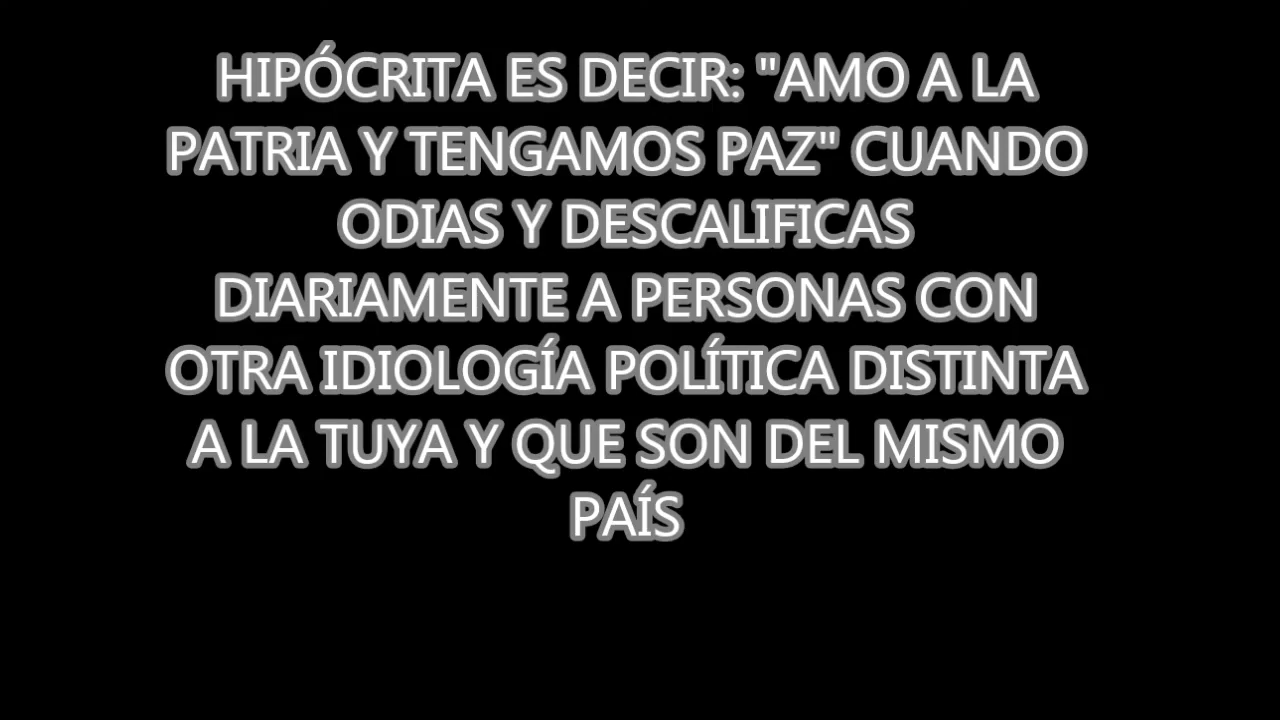 HIPÓCRITA ES DECIR: "AMO A LA
PATRIA Y TENGAMOS PAZ" CUANDO
ODIAS Y DESCALIFICAS
DIARIAMENTE A PERSONAS CON
OTRA IDIOLOGÍA POLÍTICA DISTINTA
A LA TUYA Y QUE SON DEL MISMO
PAÍS